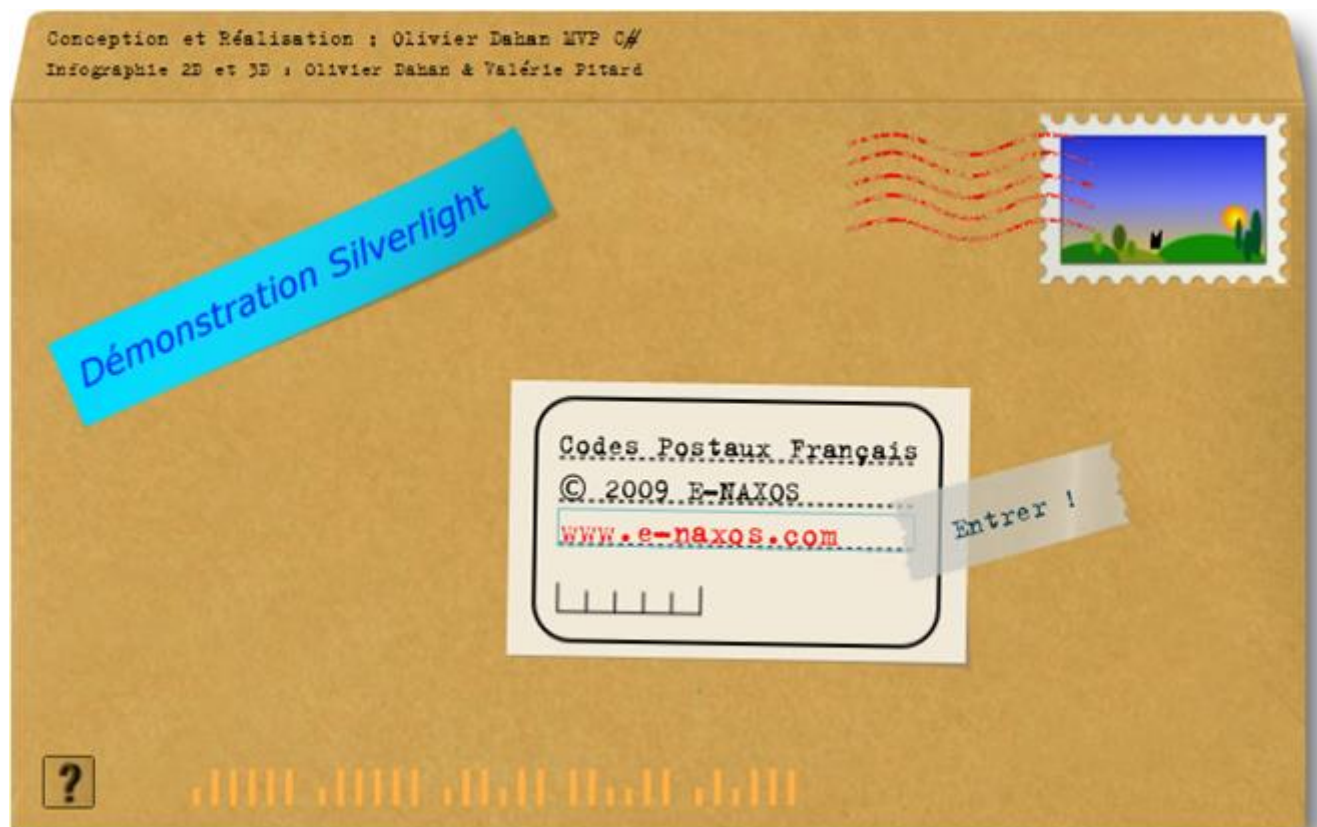 Conception et Réalisation : Olivier Dahan MVP C#
Infographie 2D et 3D : Olivier Dahan & Valérie Pitard
Démonstration Silverlight
Codes Postaux Français
© 2009 E-NAXOS
www.e-naxos.com
Entrer !
?